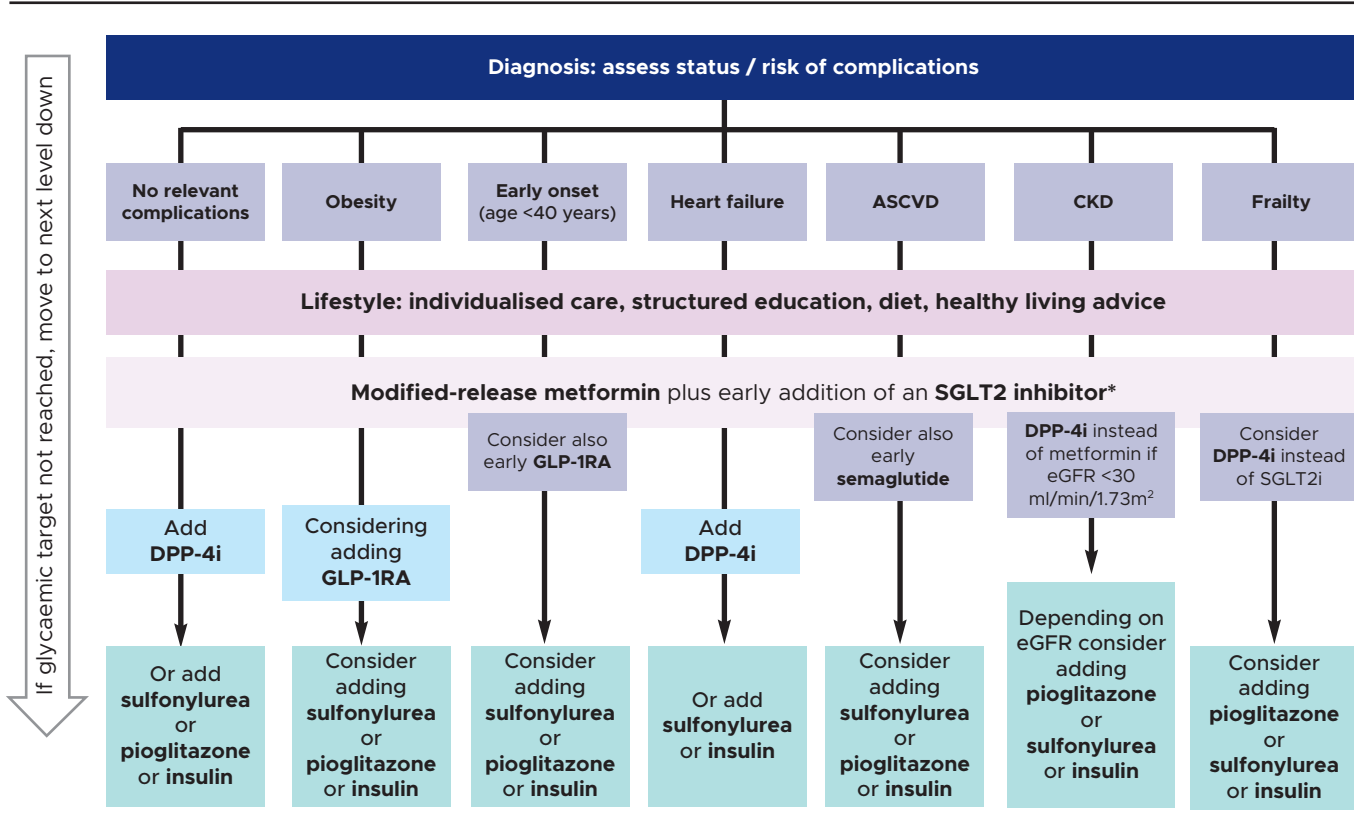 If glycaemic target not reached, move to next level down
Diagnosis: assess status / risk of complications
No relevant
complications
Obesity
Early onset
(age <40 years)
Heart failure
ASCVD
CKD
Frailty
Lifestyle: individualised care, structured education, diet, healthy living advice
Modified-release metformin plus early addition of an SGLT2 inhibitor*
Consider also
early GLP-1RA
Consider also
early
semaglutide
DPP-4i instead
of metformin if
eGFR <30
ml/min/1.73m²
Consider
DPP-4i instead
of SGLT2i
Add
DPP-4i
Considering
adding
GLP-1RA
Add
DPP-4i
Or add
sulfonylurea
or
pioglitazone
or insulin
Consider
adding
sulfonylurea
or
pioglitazone
or insulin
Consider
adding
sulfonylurea
or
pioglitazone
or insulin
Or add
sulfonylurea
or insulin
Consider
adding
sulfonylurea
or
pioglitazone
or insulin
Depending on
eGFR consider
adding
pioglitazone
or
sulfonylurea
or insulin
Consider
adding
pioglitazone
or
sulfonylurea
or insulin